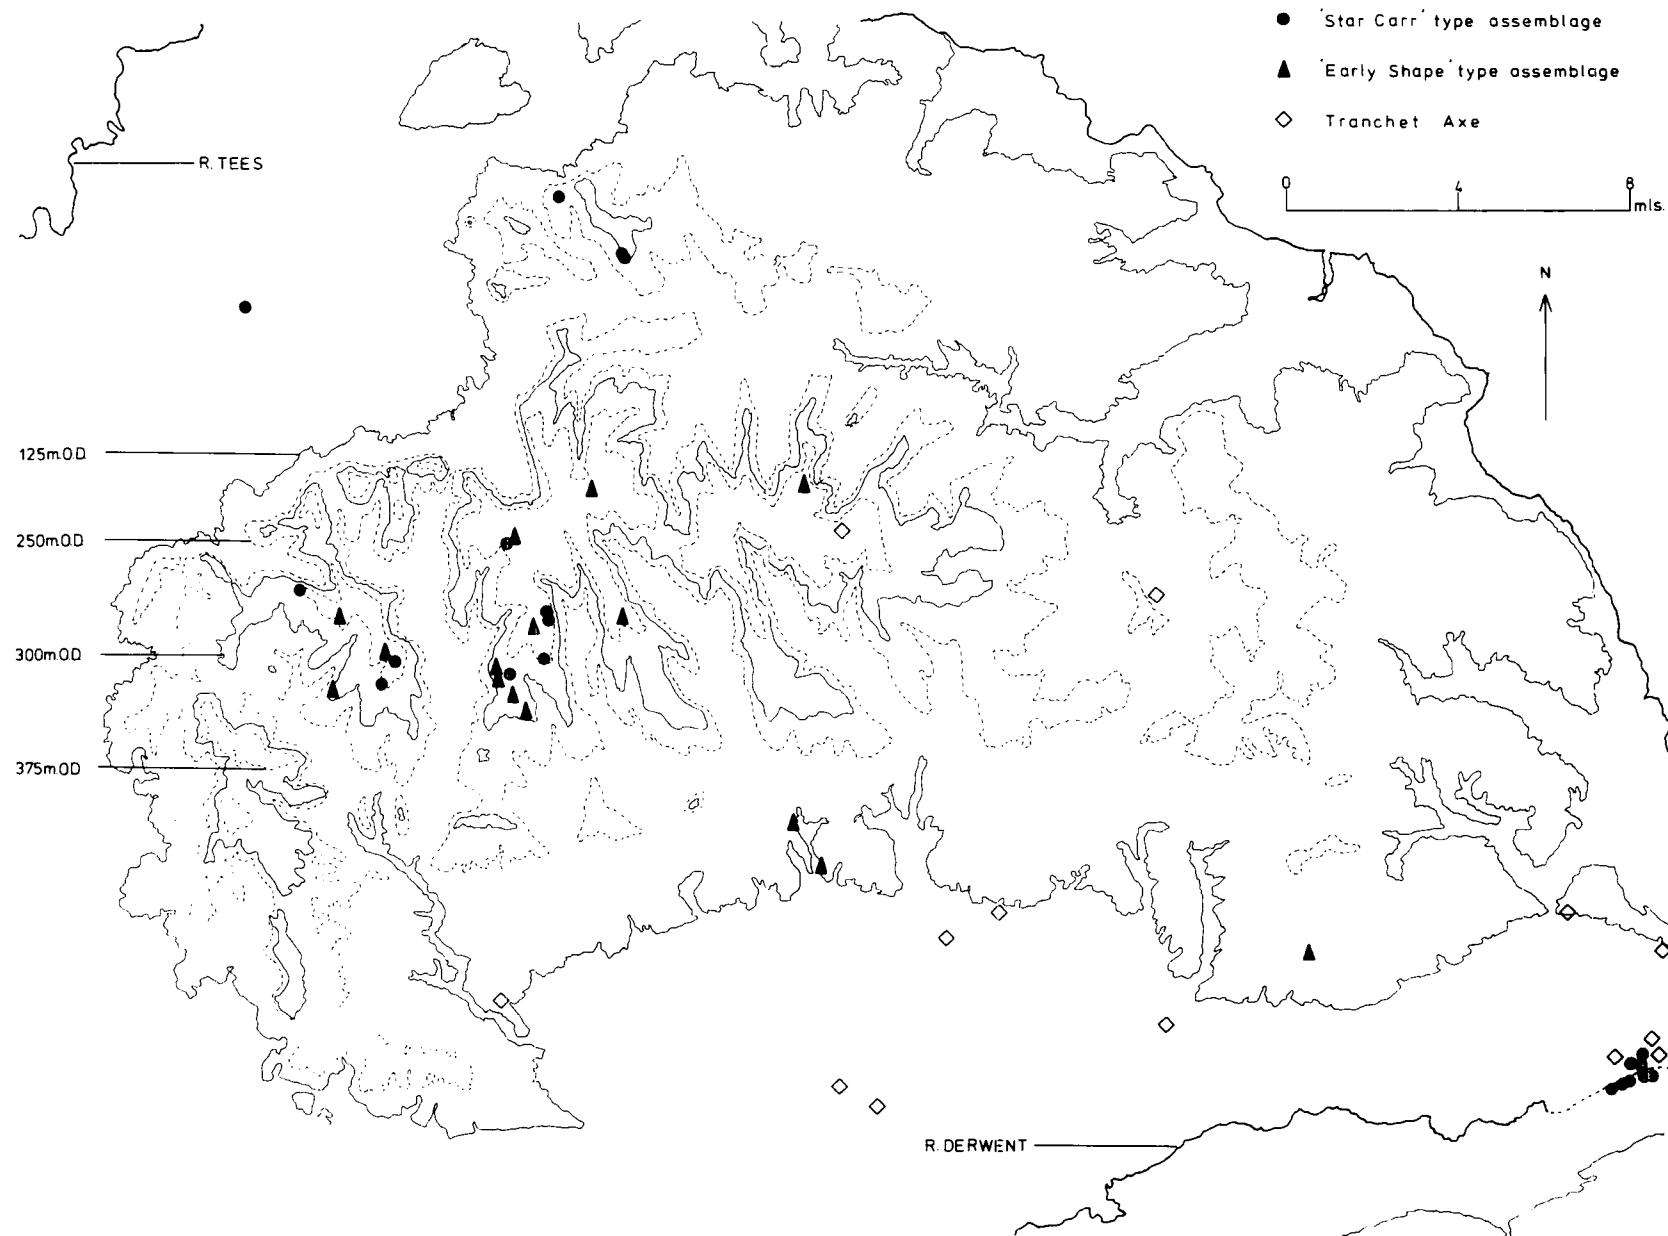 'Star Carr' type assemblage
'Early Shape' type assemblage
Tranchet Axe
0 4 8
mls.
R. TEES
N
125m.O.D.
250m.O.D.
300m.O.D.
375m.O.D.
R. DERWENT